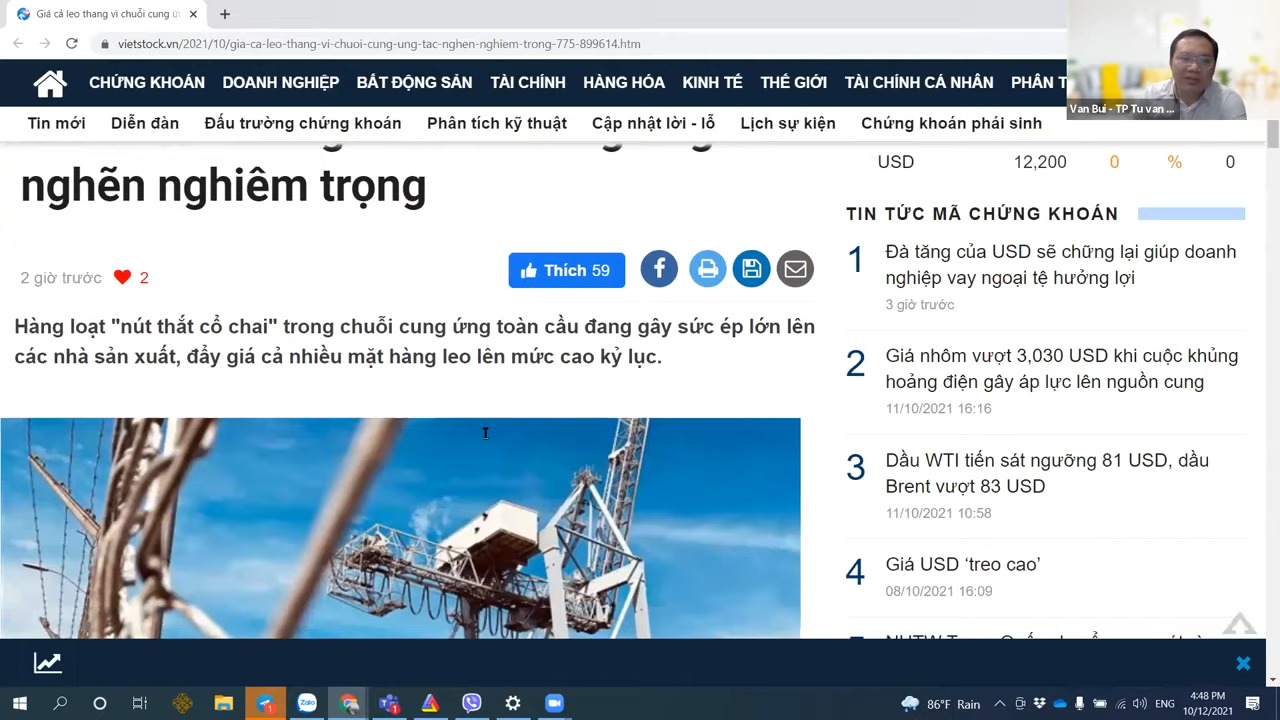 Giá cả leo thang vì chuỗi cung ứ
vietstock.vn/2021/10/gia-ca-leo-thang-vi-chuoi-cung-ung-tac-nghen-nghiem-trong-775-899614.htm
CHỨNG KHOÁN DOANH NGHIỆP BẤT ĐỘNG SẢN TÀI CHÍNH HÀNG HÓA KINH TẾ THẾ GIỚI TÀI CHÍNH CÁ NHÂN PHÂN T
Van Bui - TP Tu van ...
Tin mới Diễn đàn Đấu trường chứng khoán Phân tích kỹ thuật Cập nhật lời - lỗ Lịch sự kiện Chứng khoán phái sinh
nghẽn nghiêm trọng
2 giờ trước 2
Thích 59
Hàng loạt "nút thắt cổ chai" trong chuỗi cung ứng toàn cầu đang gây sức ép lớn lên
các nhà sản xuất, đẩy giá cả nhiều mặt hàng leo lên mức cao kỷ lục.
USD 12,200 0 % 0
TIN TỨC MÃ CHỨNG KHOÁN
1 Đà tăng của USD sẽ chững lại giúp doanh
nghiệp vay ngoại tệ hưởng lợi
3 giờ trước
2 Giá nhôm vượt 3,030 USD khi cuộc khủng
hoảng điện gây áp lực lên nguồn cung
11/10/2021 16:16
3 Dầu WTI tiến sát ngưỡng 81 USD, dầu
Brent vượt 83 USD
11/10/2021 10:58
4 Giá USD ‘treo cao’
08/10/2021 16:09
86°F Rain
ENG
4:48 PM
10/12/2021